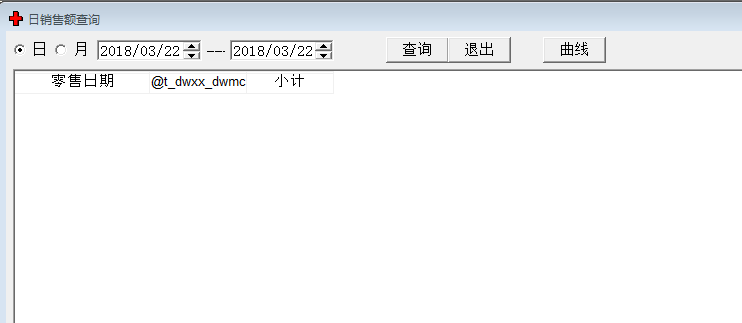 日销售额查询
日 月 2018/03/22 ---- 2018/03/22 查询 退出 曲线
零售日期 @t_dwxx_dwmc 小计